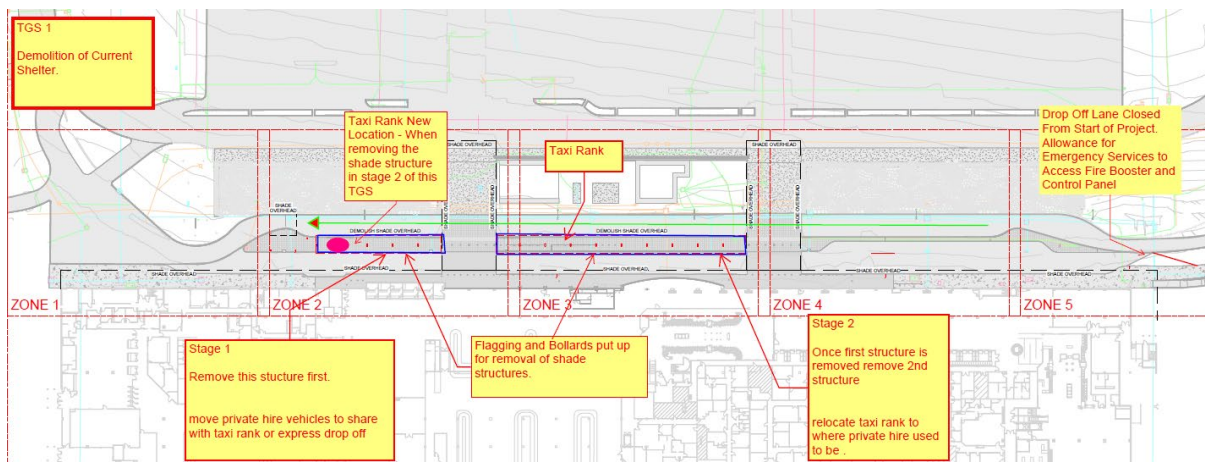 TGS 1
Demolition of Current
Shelter.
Taxi Rank New
Location - When
removing the
shade structure
in stage 2 of this
TGS
Taxi Rank
Drop Off Lane Closed
From Start of Project.
Allowance for
Emergency Services to
Access Fire Booster and
Control Panel
SHADE OVERHEAD
SHADE OVERHEAD
SHADE OVERHEAD
SHADE OVERHEAD
SHADE OVERHEAD
SHADE OVERHEAD
SHADE
OVERHEAD
DEMOLISH SHADE OVERHEAD
DEMOLISH SHADE OVERHEAD
SHADE OVERHEAD
SHADE OVERHEAD
SHADE OVERHEAD
SHADE OVERHEAD
SHADE OVERHEAD
ZONE 1
ZONE 2
ZONE 3
ZONE 4
ZONE 5
Stage 1
Remove this stucture first.
move private hire vehicles to share
with taxi rank or express drop off
Flagging and Bollards put up
for removal of shade
structures.
Stage 2
Once first structure is
removed remove 2nd
structure
relocate taxi rank to
where private hire used
to be .